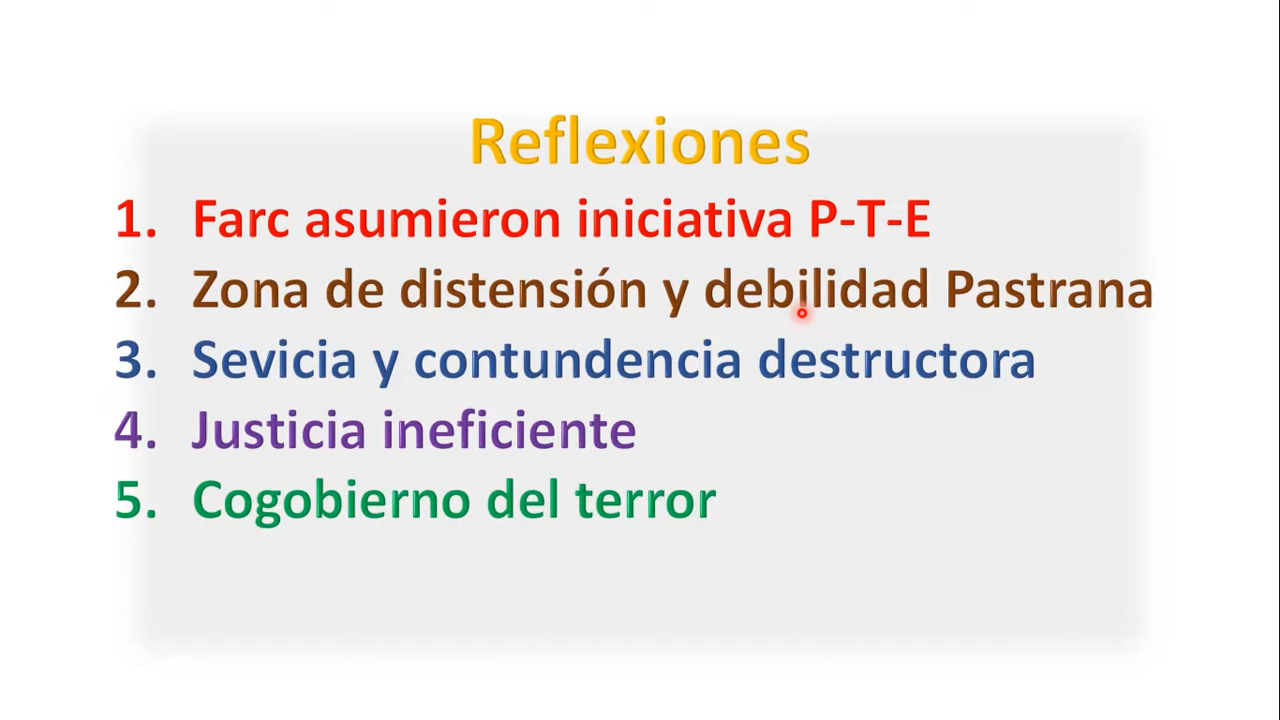 Reflexiones
1. Farc asumieron iniciativa P-T-E
2. Zona de distensión y debilidad Pastrana
3. Sevicia y contundencia destructora
4. Justicia ineficiente
5. Cogobierno del terror